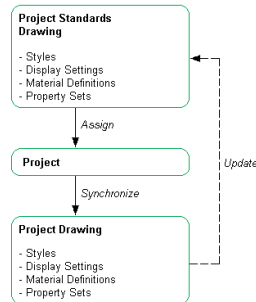 Project Standards
Drawing
- Styles
- Display Settings
- Material Definitions
- Property Sets
Assign
Project
Update
Synchronize
Project Drawing
- Styles
- Display Settings
- Material Definitions
- Property Sets